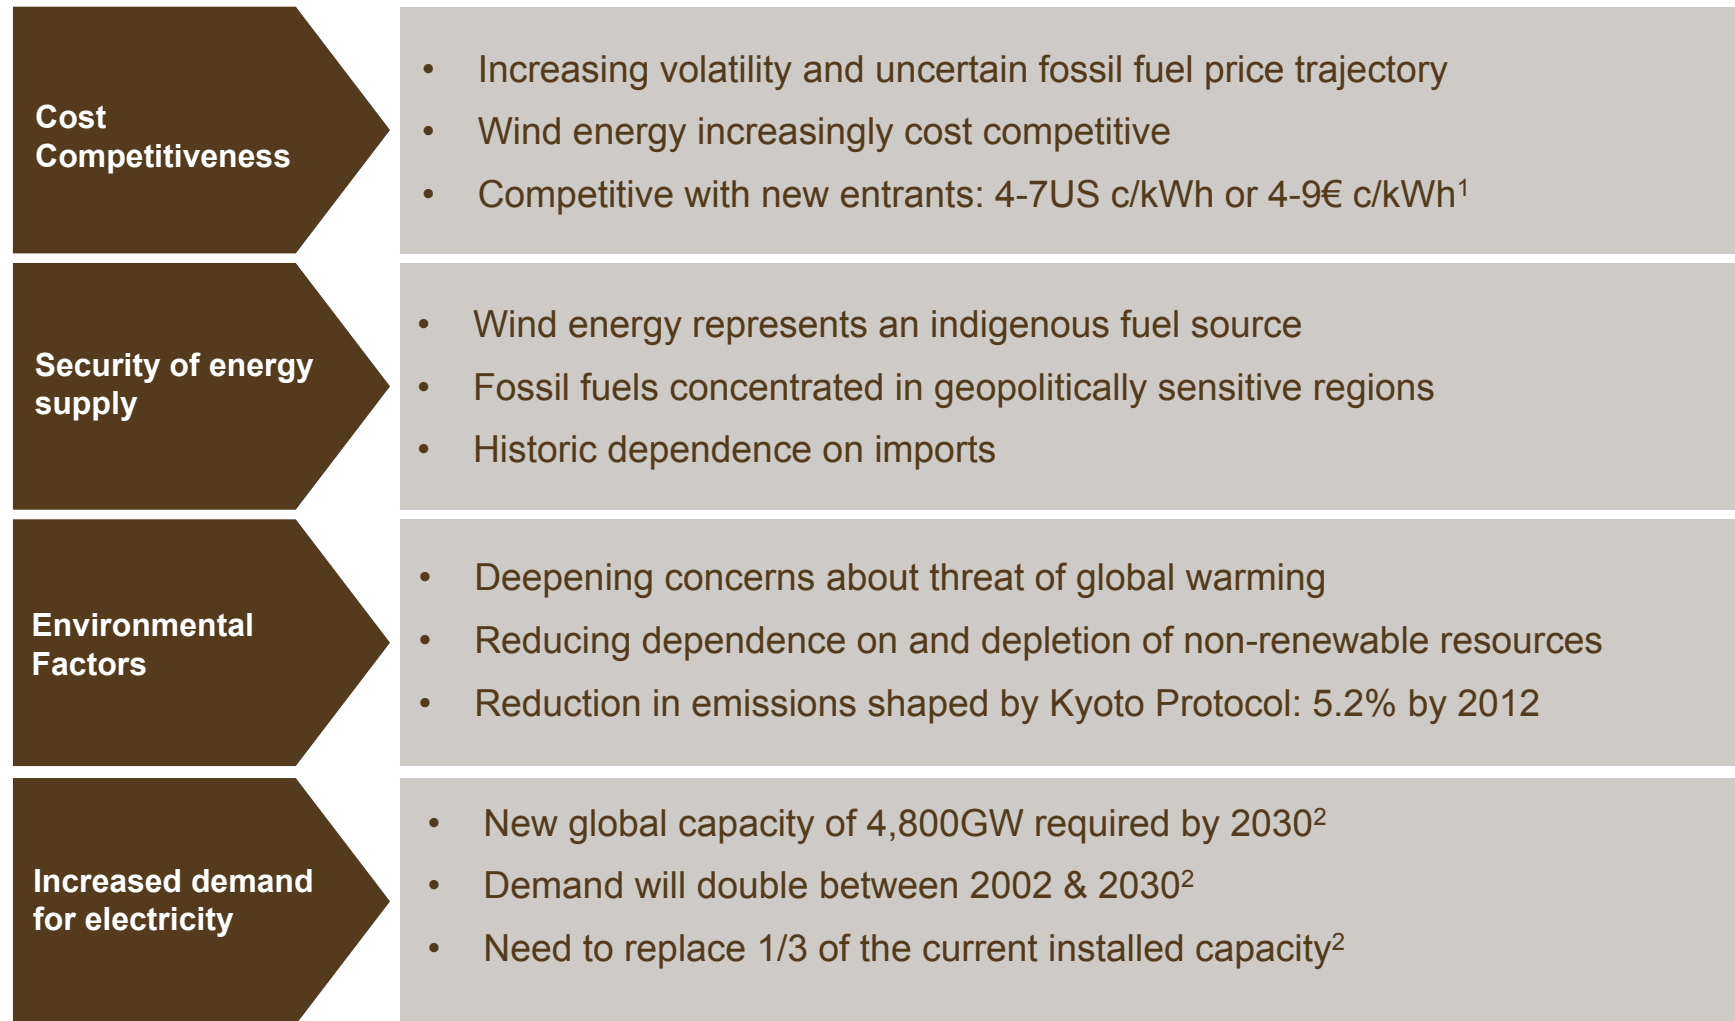 Cost
Competitiveness
• Increasing volatility and uncertain fossil fuel price trajectory
• Wind energy increasingly cost competitive
• Competitive with new entrants: 4-7US c/kWh or 4-9€ c/kWh¹
Security of energy
supply
• Wind energy represents an indigenous fuel source
• Fossil fuels concentrated in geopolitically sensitive regions
• Historic dependence on imports
Environmental
Factors
• Deepening concerns about threat of global warming
• Reducing dependence on and depletion of non-renewable resources
• Reduction in emissions shaped by Kyoto Protocol: 5.2% by 2012
Increased demand
for electricity
• New global capacity of 4,800GW required by 2030²
• Demand will double between 2002 & 2030²
• Need to replace 1/3 of the current installed capacity²